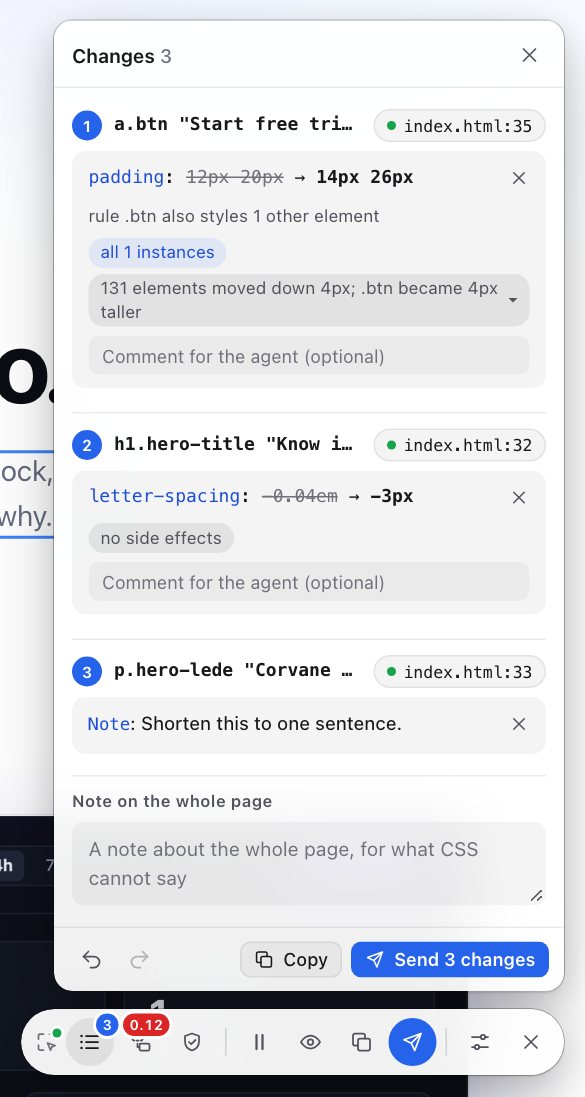 Changes 3
1 a.btn "Start free tri… index.html:35
padding: 12px 20px → 14px 26px
rule .btn also styles 1 other element
all 1 instances
131 elements moved down 4px; .btn became 4px
taller
Comment for the agent (optional)
2 h1.hero-title "Know i… index.html:32
letter-spacing: -0.04em → -3px
no side effects
Comment for the agent (optional)
3 p.hero-lede "Corvane … index.html:33
Note: Shorten this to one sentence.
Note on the whole page
A note about the whole page, for what CSS
cannot say
Copy
Send 3 changes
o.
ock,
why.
4h
7
3
0.12